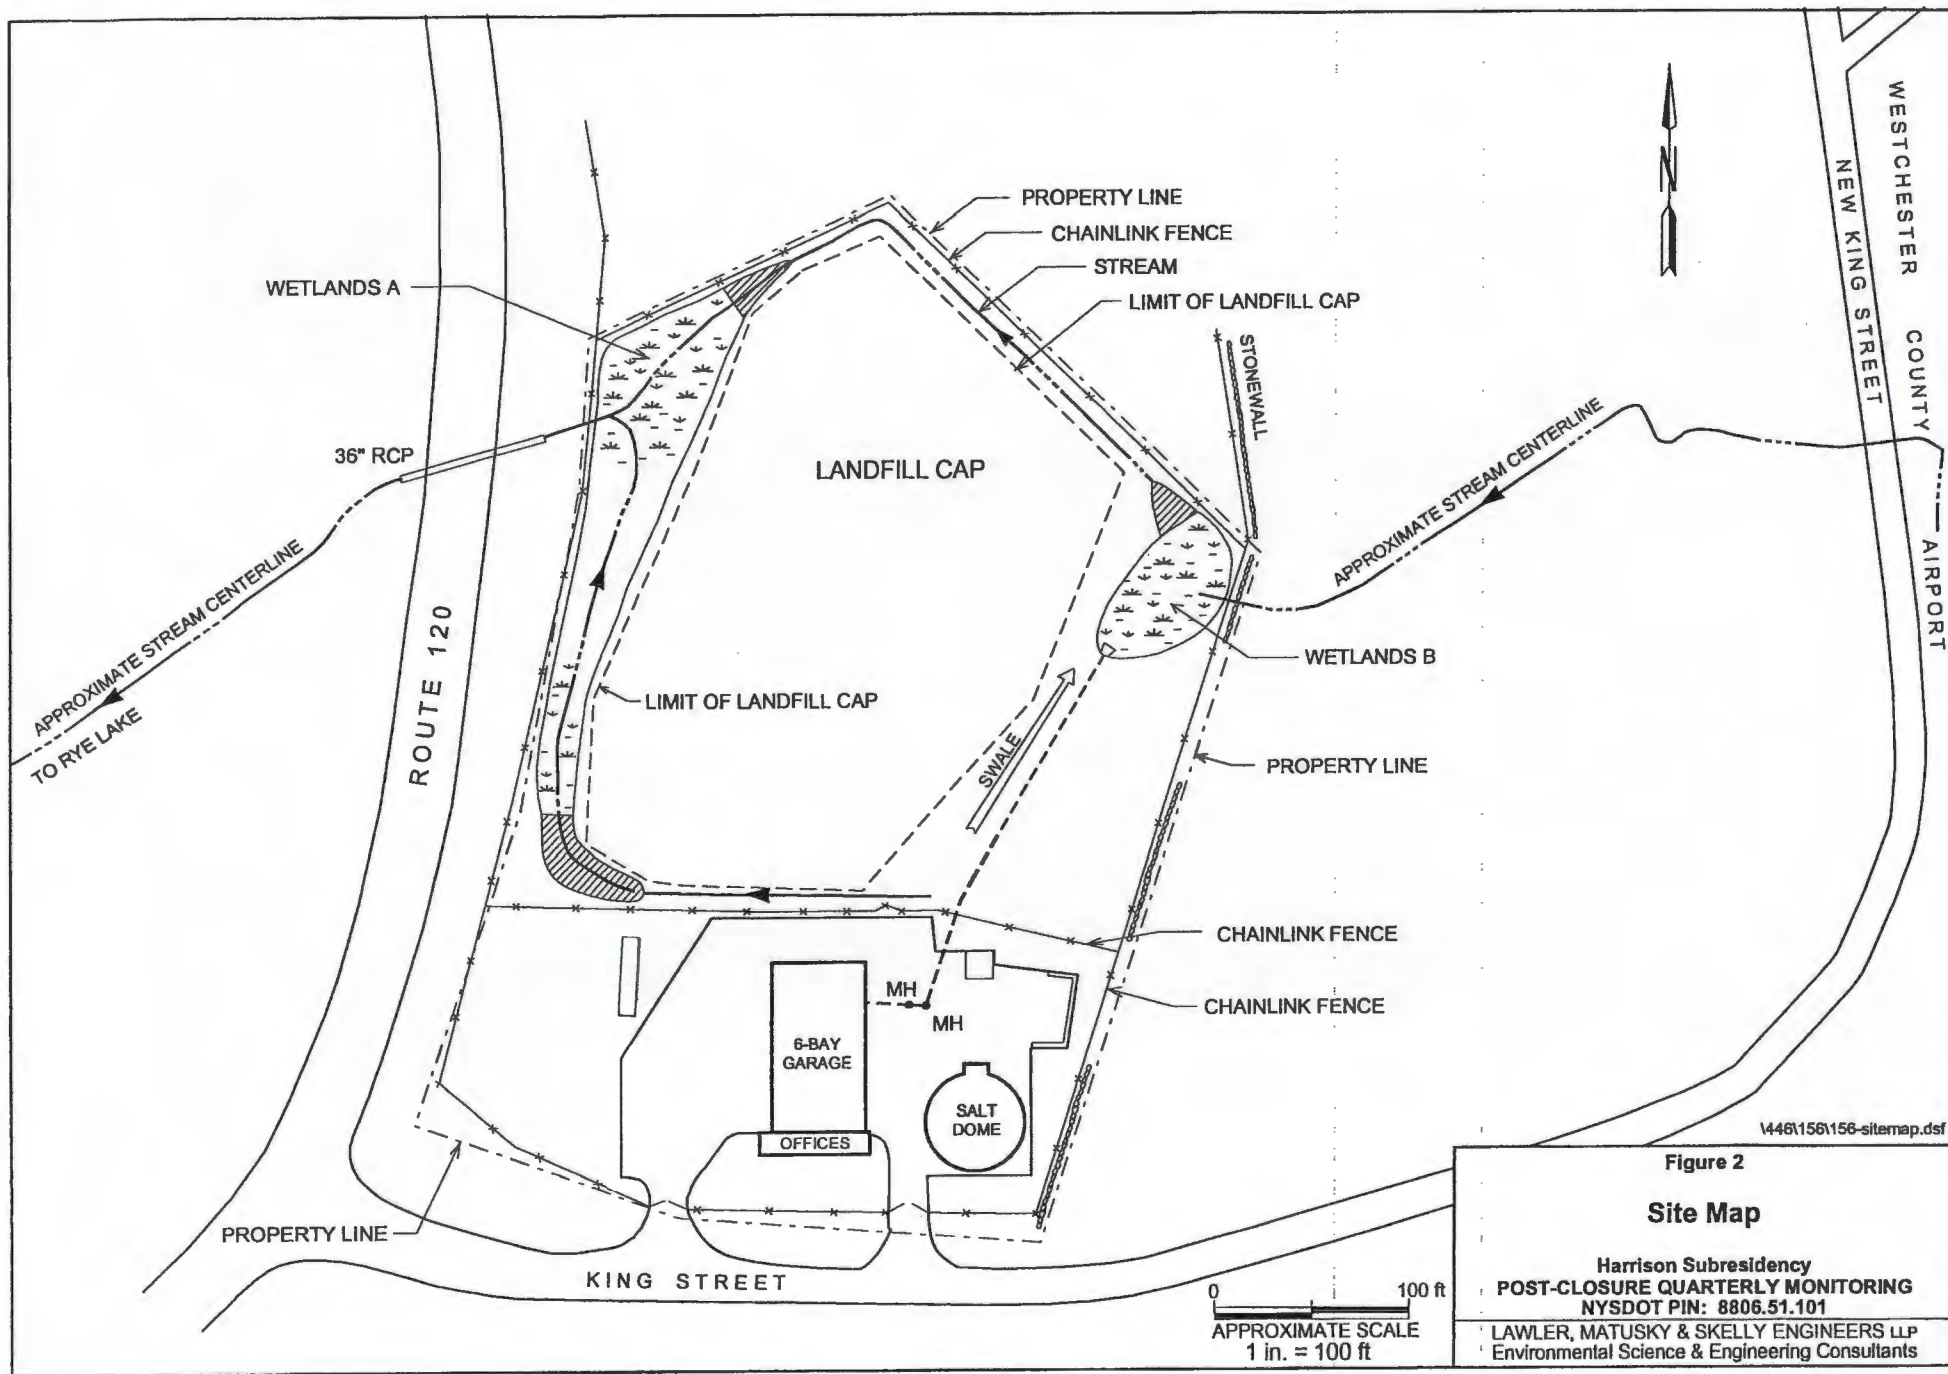 WESTCHESTER COUNTY AIRPORT
NEW KING STREET
N
PROPERTY LINE
CHAINLINK FENCE
STREAM
LIMIT OF LANDFILL CAP
WETLANDS A
STONEWALL
36" RCP
LANDFILL CAP
APPROXIMATE STREAM CENTERLINE
APPROXIMATE STREAM CENTERLINE
TO RYE LAKE
ROUTE 120
WETLANDS B
LIMIT OF LANDFILL CAP
SWALE
PROPERTY LINE
CHAINLINK FENCE
MH
MH
CHAINLINK FENCE
6-BAY
GARAGE
SALT
DOME
OFFICES
PROPERTY LINE
KING STREET
0 100 ft
APPROXIMATE SCALE
1 in. = 100 ft
\446\156\156-sitemap.dsf
Figure 2
Site Map
Harrison Subresidency
POST-CLOSURE QUARTERLY MONITORING
NYSDOT PIN: 8806.51.101
LAWLER, MATUSKY & SKELLY ENGINEERS LLP
Environmental Science & Engineering Consultants